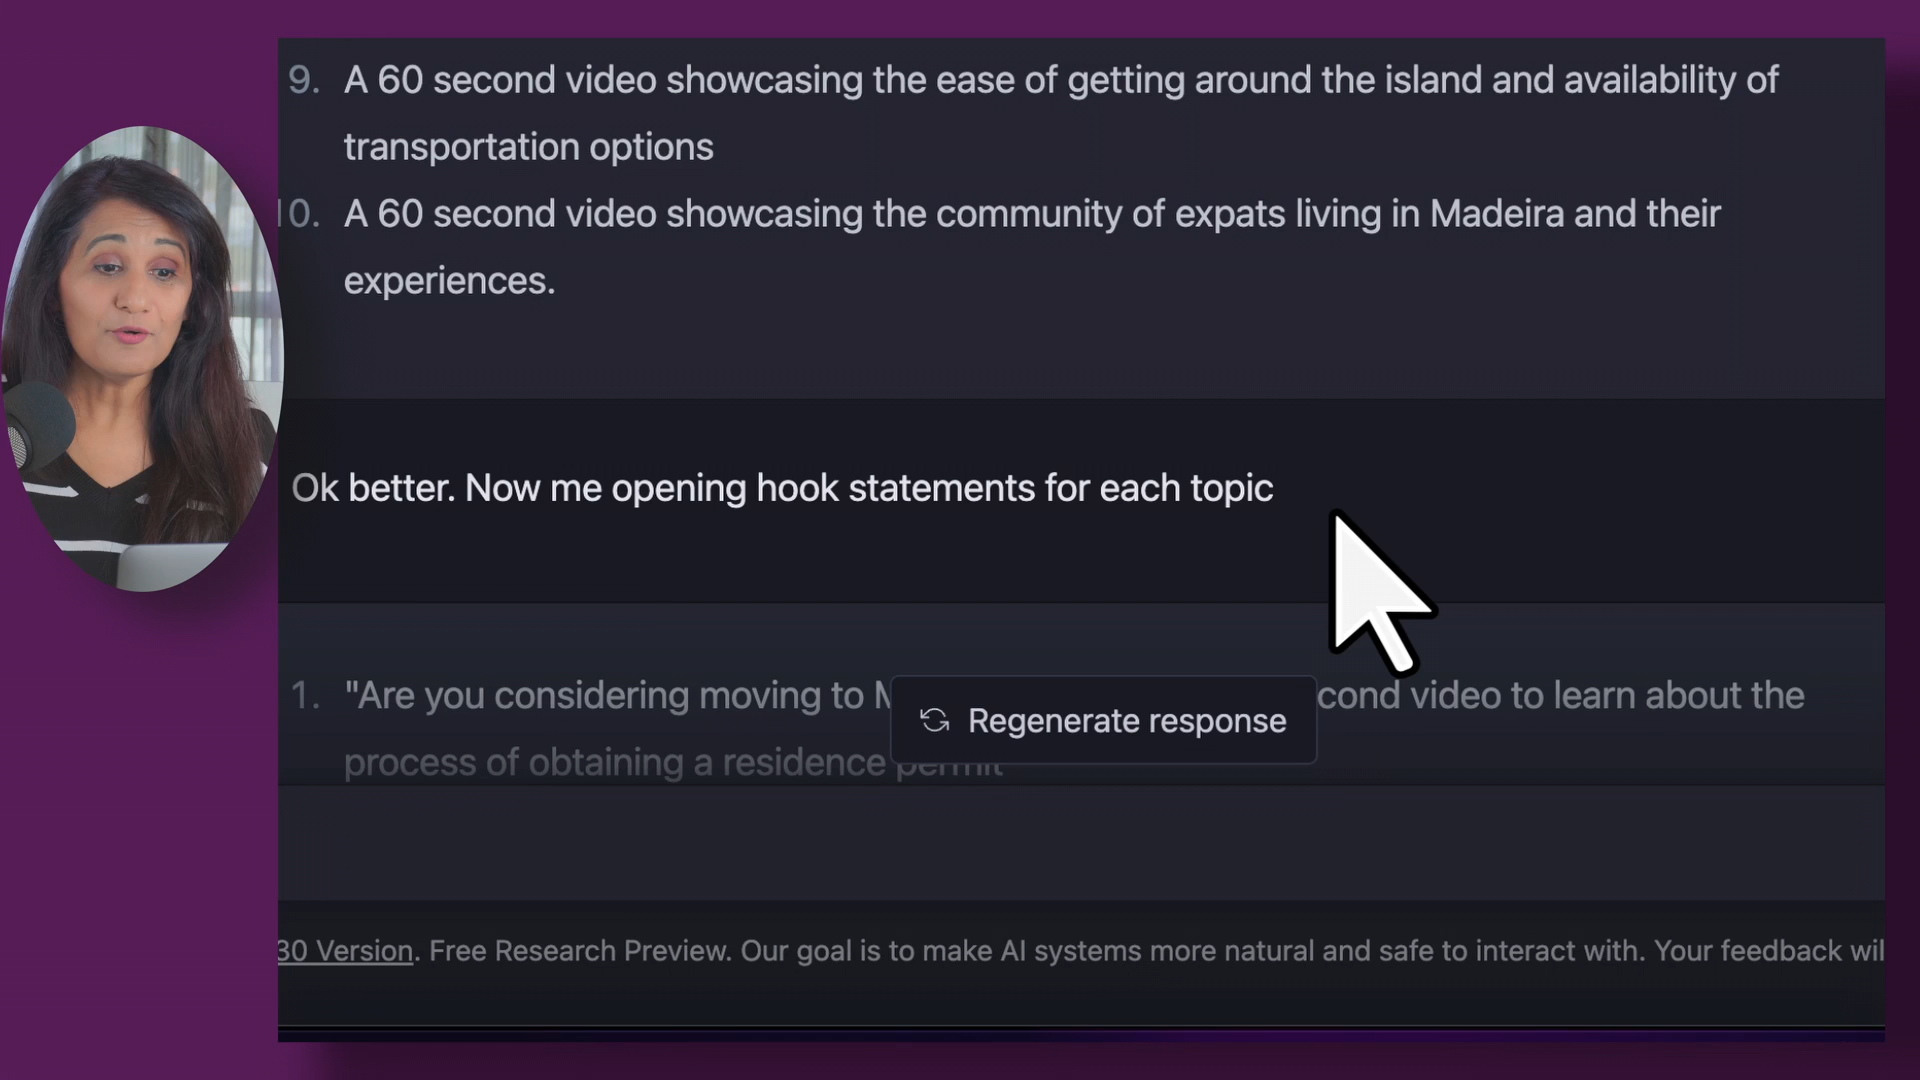 9. A 60 second video showcasing the ease of getting around the island and availability of
transportation options
10. A 60 second video showcasing the community of expats living in Madeira and their
experiences.
Ok better. Now me opening hook statements for each topic
1. "Are you considering moving to cond video to learn about the
Regenerate response
process of obtaining a residence permit
30 Version. Free Research Preview. Our goal is to make AI systems more natural and safe to interact with. Your feedback wil